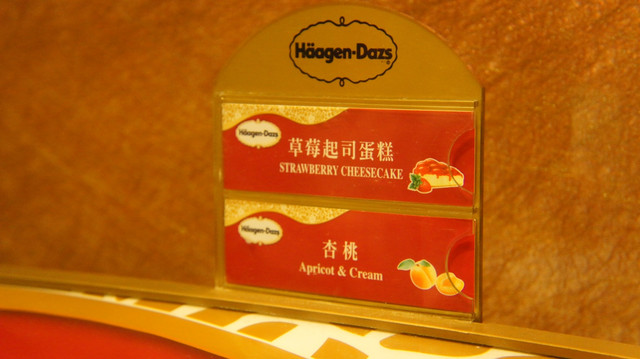 Häagen-Dazs
Häagen-Dazs
草莓起司蛋糕
STRAWBERRY CHEESECAKE
Häagen-Dazs
杏桃
Apricot & Cream